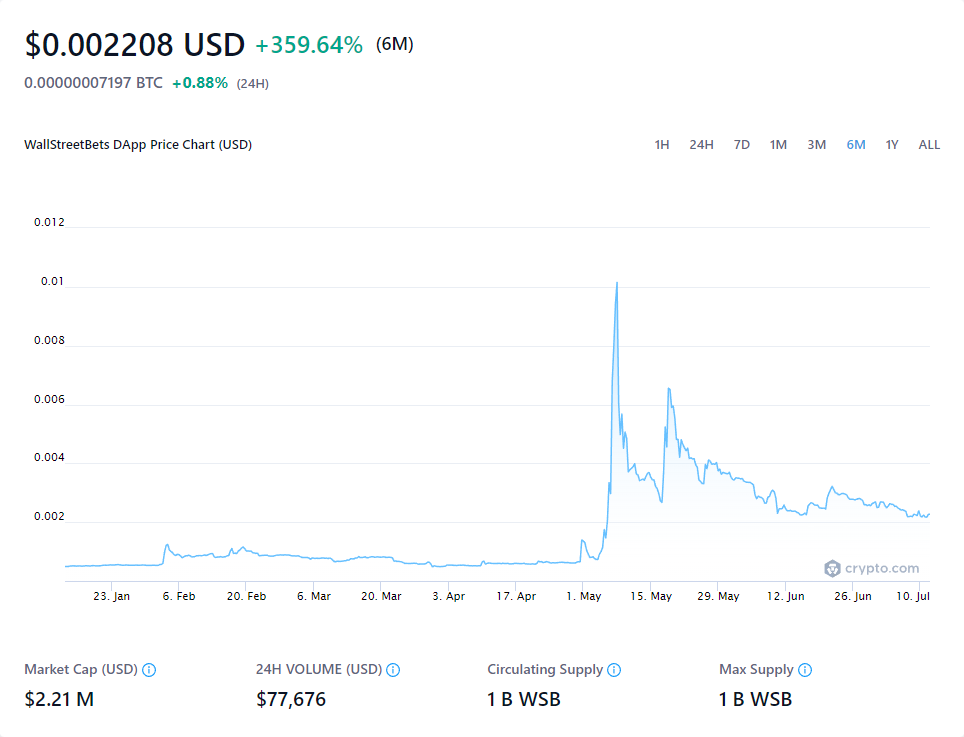 $0.002208 USD +359.64% (6M)
0.00000007197 BTC +0.88% (24H)
WallStreetBets DApp Price Chart (USD) 1H 24H 7D 1M 3M 6M 1Y ALL
0.012
0.01
0.008
0.006
0.004
0.002
crypto.com
23. Jan 6. Feb 20. Feb 6. Mar 20. Mar 3. Apr 17. Apr 1. May 15. May 29. May 12. Jun 26. Jun 10. Jul
Market Cap (USD) 24H VOLUME (USD) Circulating Supply Max Supply
$2.21 M $77,676 1 B WSB 1 B WSB